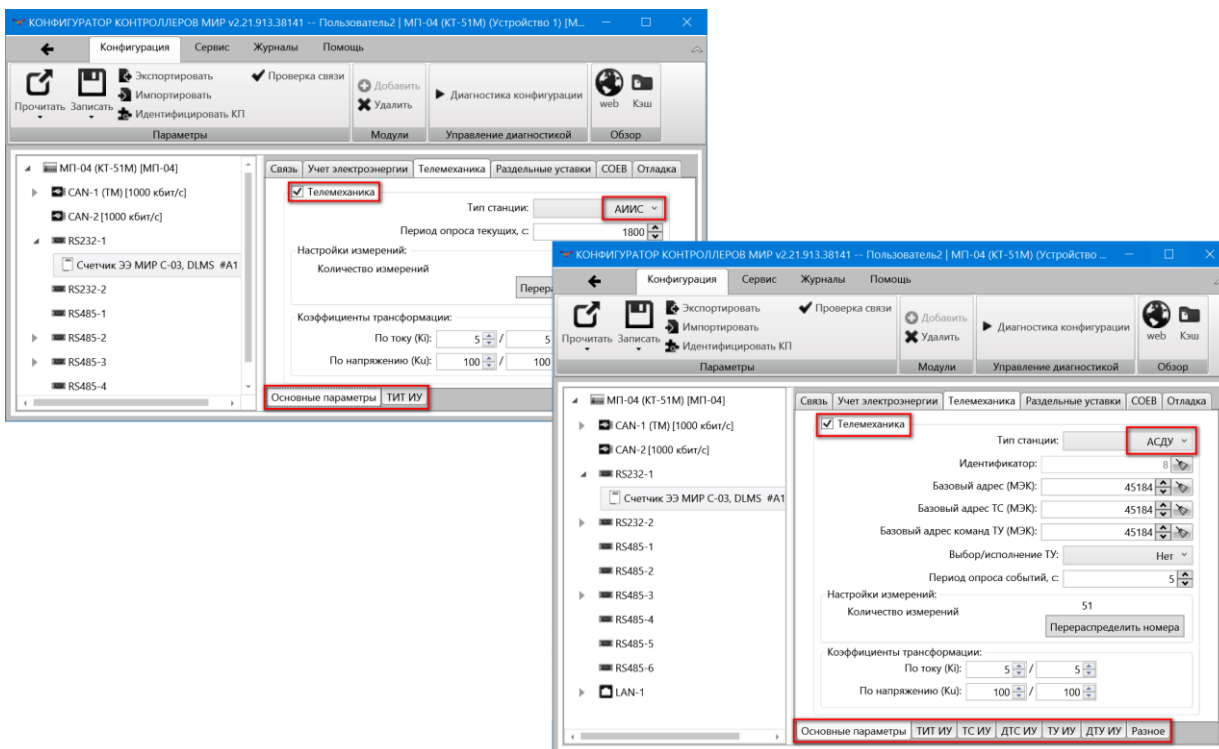 КОНФИГУРАТОР КОНТРОЛЛЕРОВ МИР v2.21.913.38141 -- Пользователь2 | МП-04 (КТ-51М) (Устройство 1) [М...
Конфигурация Сервис Журналы Помощь
Прочитать Записать Экспортировать Импортировать Идентифицировать КП Проверка связи
Добавить Удалить
Диагностика конфигурации
web Кэш
Параметры Модули Управление диагностикой Обзор
МП-04 (КТ-51М) [МП-04]
CAN-1 (TM) [1000 кбит/с]
CAN-2 [1000 кбит/с]
RS232-1
Счетчик ЭЭ МИР С-03, DLMS #A1
RS232-2
RS485-1
RS485-2
RS485-3
RS485-4
Связь Учет электроэнергии Телемеханика Раздельные уставки СОЕВ Отладка
Телемеханика
Тип станции: АИИС
Период опроса текущих, с: 1800
Настройки измерений:
Количество измерений
Коэффициенты трансформации:
По току (Ki): 5 / 5
По напряжению (Ku): 100 / 100
Основные параметры ТИТ ИУ
КОНФИГУРАТОР КОНТРОЛЛЕРОВ МИР v2.21.913.38141 -- Пользователь2 | МП-04 (КТ-51М) (Устройство ...
Конфигурация Сервис Журналы Помощь
Прочитать Записать Экспортировать Импортировать Идентифицировать КП Проверка связи
Добавить Удалить
Диагностика конфигурации
web Кэш
Параметры Модули Управление диагностикой Обзор
МП-04 (КТ-51М) [МП-04]
CAN-1 (TM) [1000 кбит/с]
CAN-2 [1000 кбит/с]
RS232-1
Счетчик ЭЭ МИР С-03, DLMS #A1
RS232-2
RS485-1
RS485-2
RS485-3
RS485-4
RS485-5
RS485-6
LAN-1
Связь Учет электроэнергии Телемеханика Раздельные уставки СОЕВ Отладка
Телемеханика
Тип станции: АСДУ
Идентификатор: 8
Базовый адрес (МЭК): 45184
Базовый адрес ТС (МЭК): 45184
Базовый адрес команд ТУ (МЭК): 45184
Выбор/исполнение ТУ: Нет
Период опроса событий, с: 5
Настройки измерений:
Количество измерений 51
Перераспределить номера
Коэффициенты трансформации:
По току (Ki): 5 / 5
По напряжению (Ku): 100 / 100
Основные параметры ТИТ ИУ ТС ИУ ДТС ИУ ТУ ИУ ДТУ ИУ Разное